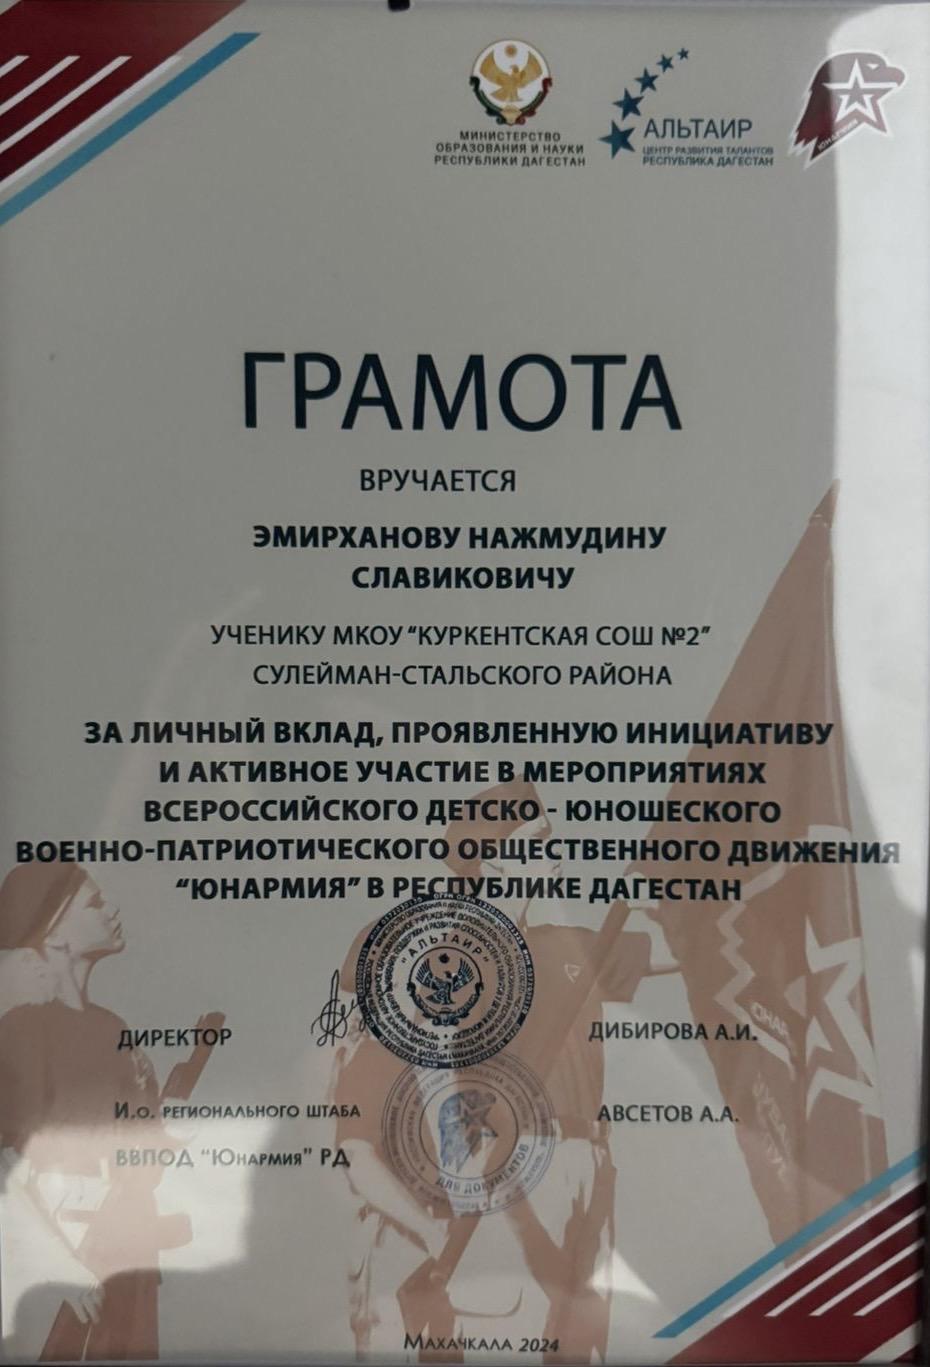 МИНИСТЕРСТВО
ОБРАЗОВАНИЯ И НАУКИ
РЕСПУБЛИКИ ДАГЕСТАН
АЛЬТАИР
ЦЕНТР РАЗВИТИЯ ТАЛАНТОВ
РЕСПУБЛИКА ДАГЕСТАН
ЮНАРМИЯ
ГРАМОТА
ВРУЧАЕТСЯ
ЭМИРХАНОВУ НАЖМУДИНУ
СЛАВИКОВИЧУ
УЧЕНИКУ МКОУ “КУРКЕНТСКАЯ СОШ №2”
СУЛЕЙМАН-СТАЛЬСКОГО РАЙОНА
ЗА ЛИЧНЫЙ ВКЛАД, ПРОЯВЛЕННУЮ ИНИЦИАТИВУ
И АКТИВНОЕ УЧАСТИЕ В МЕРОПРИЯТИЯХ
ВСЕРОССИЙСКОГО ДЕТСКО - ЮНОШЕСКОГО
ВОЕННО-ПАТРИОТИЧЕСКОГО ОБЩЕСТВЕННОГО ДВИЖЕНИЯ
“ЮНАРМИЯ” В РЕСПУБЛИКЕ ДАГЕСТАН
"АЛЬТАИР"
ДИРЕКТОР
ДИБИРОВА А.И.
И.о. РЕГИОНАЛЬНОГО ШТАБА
АВСЕТОВ А.А.
ВВПОД “Юнармия” РД
ДЛЯ ДОКУМЕНТОВ
МАХАЧКАЛА 2024